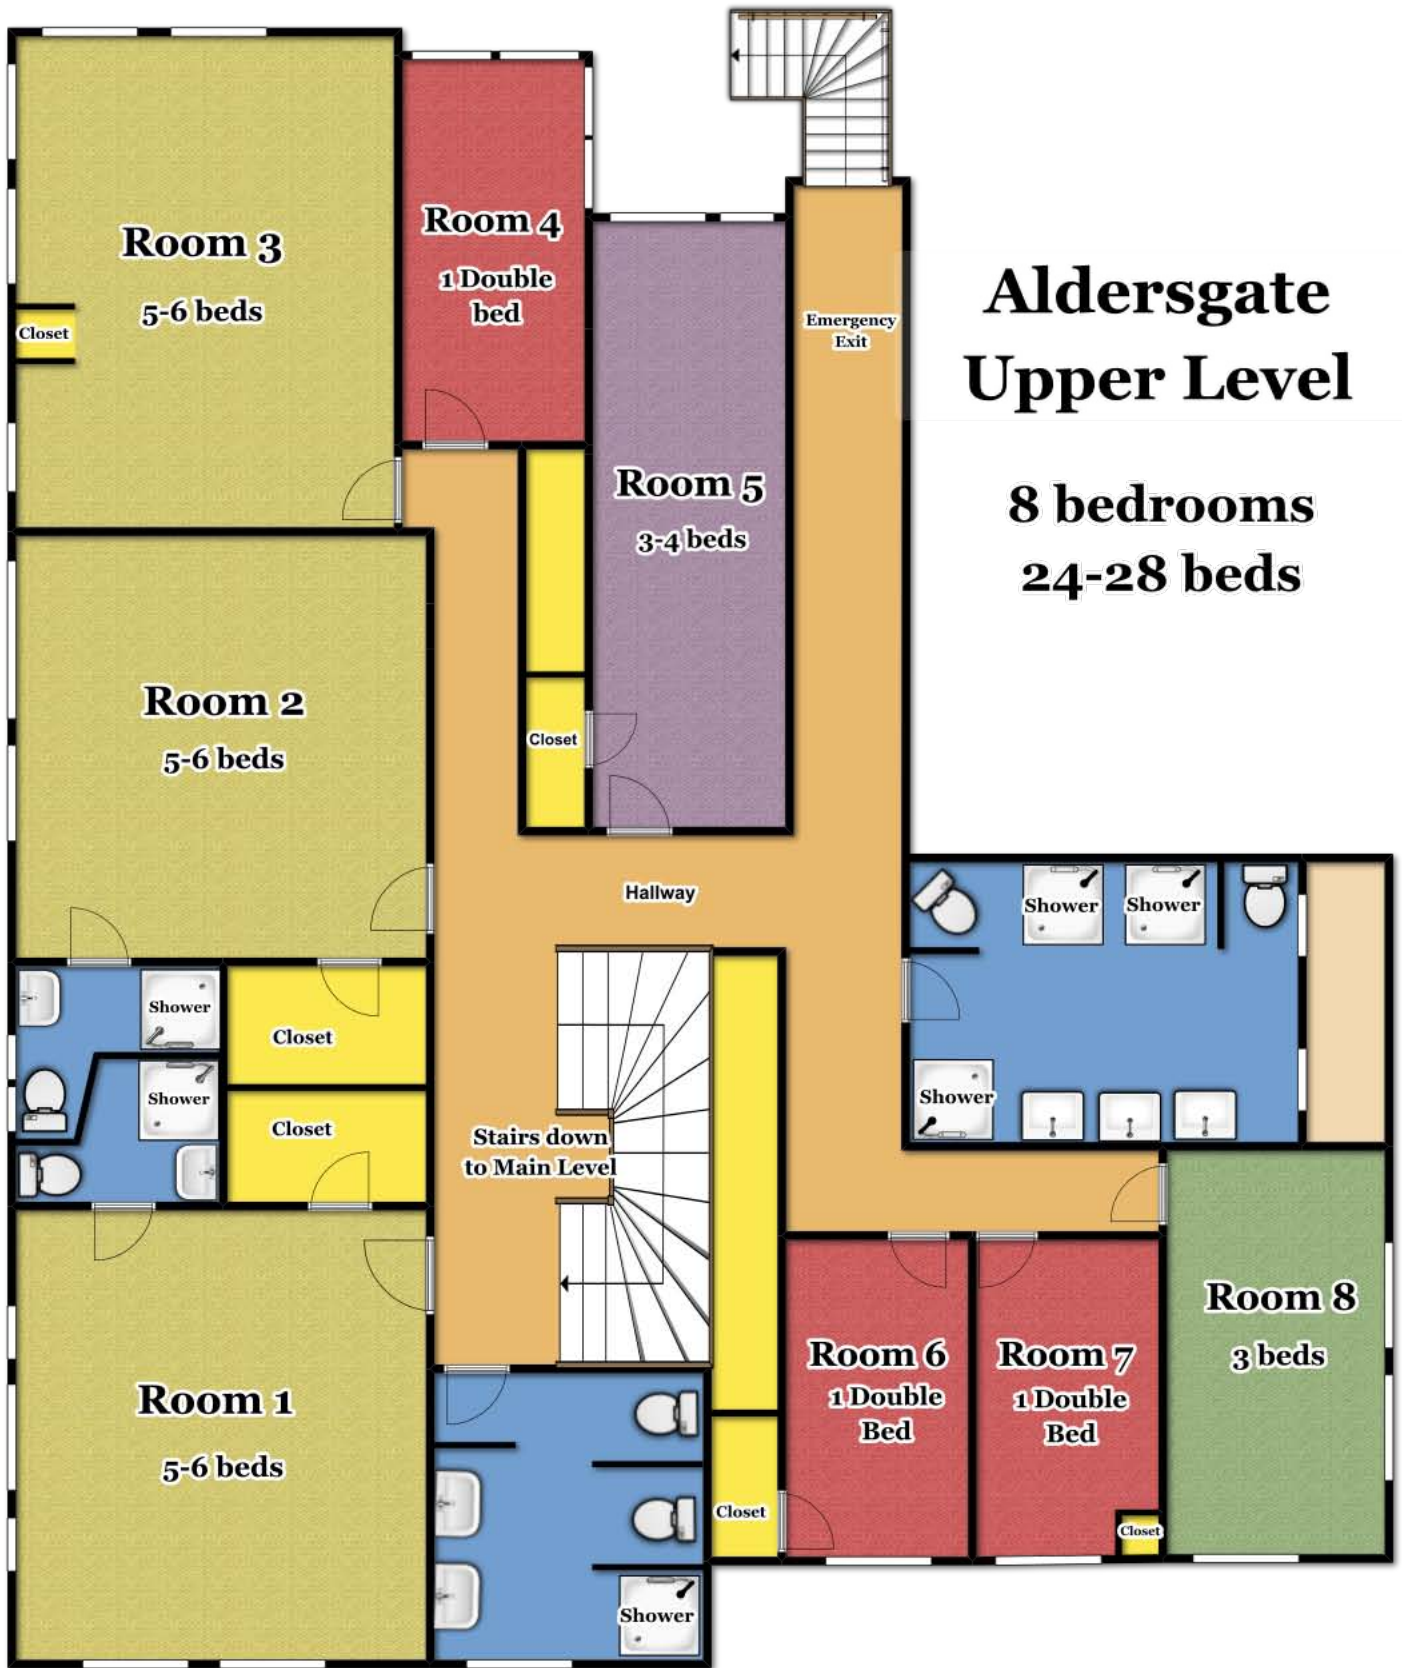 Aldersgate
Upper Level
8 bedrooms
24-28 beds
Room 3
5-6 beds
Closet
Room 4
1 Double
bed
Room 5
3-4 beds
Closet
Emergency
Exit
Room 2
5-6 beds
Hallway
Shower
Shower
Shower
Shower
Closet
Shower
Closet
Stairs down
to Main Level
Room 1
5-6 beds
Shower
Closet
Room 6
1 Double
Bed
Room 7
1 Double
Bed
Closet
Room 8
3 beds